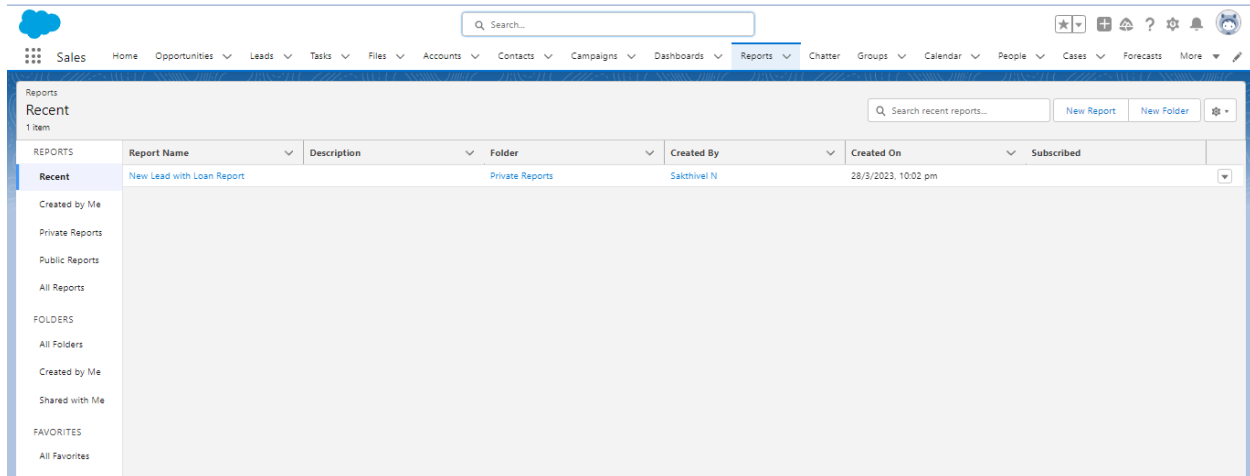 Search...
Sales Home Opportunities Leads Tasks Files Accounts Contacts Campaigns Dashboards Reports Chatter Groups Calendar People Cases Forecasts More
Reports
Recent
1 item
Search recent reports...
New Report
New Folder
REPORTS
Recent
Created by Me
Private Reports
Public Reports
All Reports
FOLDERS
All Folders
Created by Me
Shared with Me
FAVORITES
All Favorites
Report Name Description Folder Created By Created On Subscribed
New Lead with Loan Report Private Reports Sakthivel N 28/3/2023, 10:02 pm